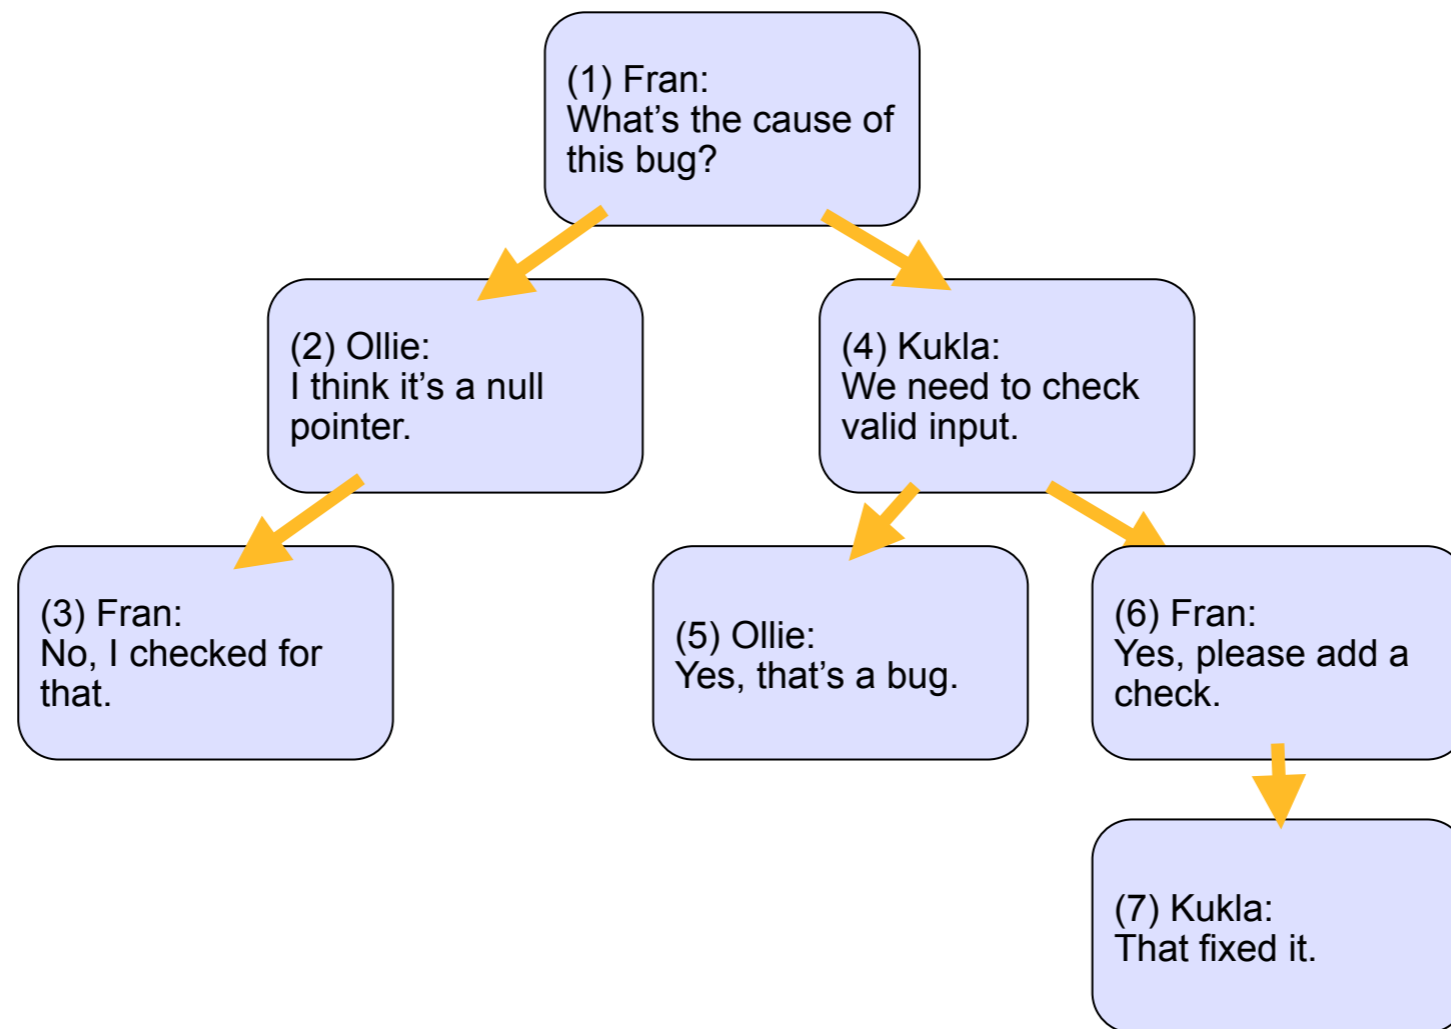 (1) Fran:
What’s the cause of
this bug?
(2) Ollie:
I think it’s a null
pointer.
(3) Fran:
No, I checked for
that.
(4) Kukla:
We need to check
valid input.
(5) Ollie:
Yes, that’s a bug.
(6) Fran:
Yes, please add a
check.
(7) Kukla:
That fixed it.